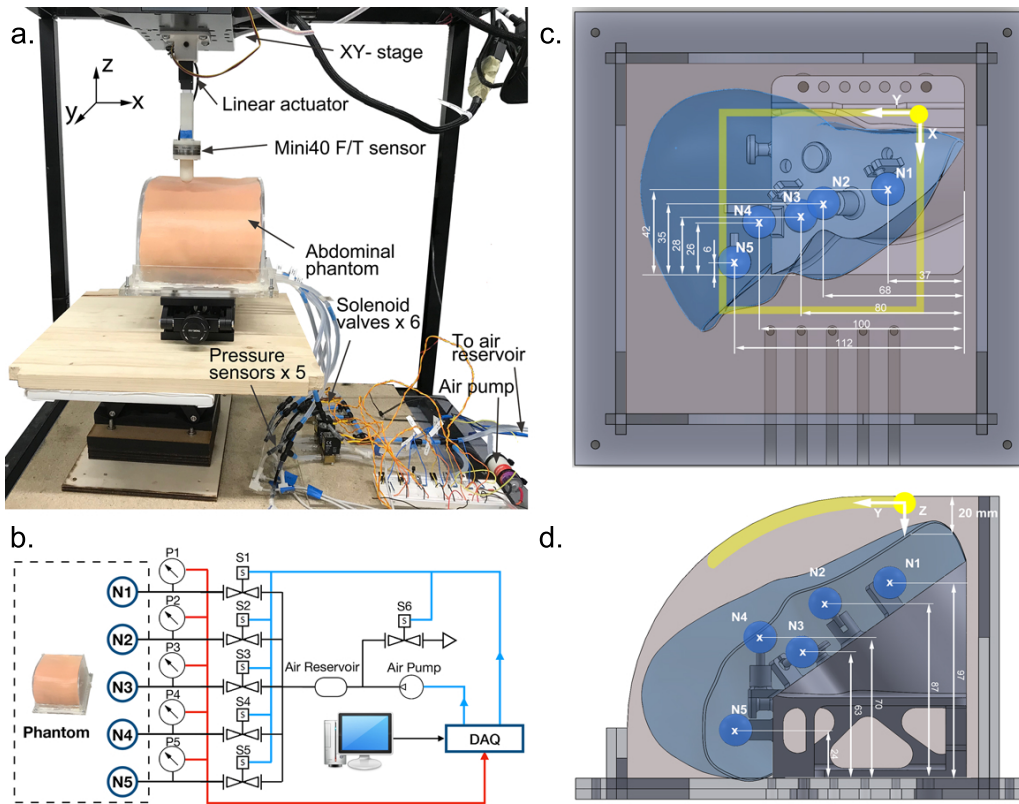 a.
XY- stage
z
y
x
Linear actuator
Mini40 F/T sensor
Abdominal
phantom
Solenoid
valves x 6
Pressure
sensors x 5
To air
reservoir
Air pump
b.
P1
S1
N1
S
P2
S2
N2
S
S6
S
P3
S3
N3
S
Air Reservoir
Air Pump
P4
S4
N4
S
Phantom
DAQ
P5
S5
N5
S
c.
Y
X
N1
N2
N3
N4
N5
42
35
28
26
6
37
68
80
100
112
d.
Y
Z
20 mm
N1
N2
N4
N3
N5
97
87
70
63
24